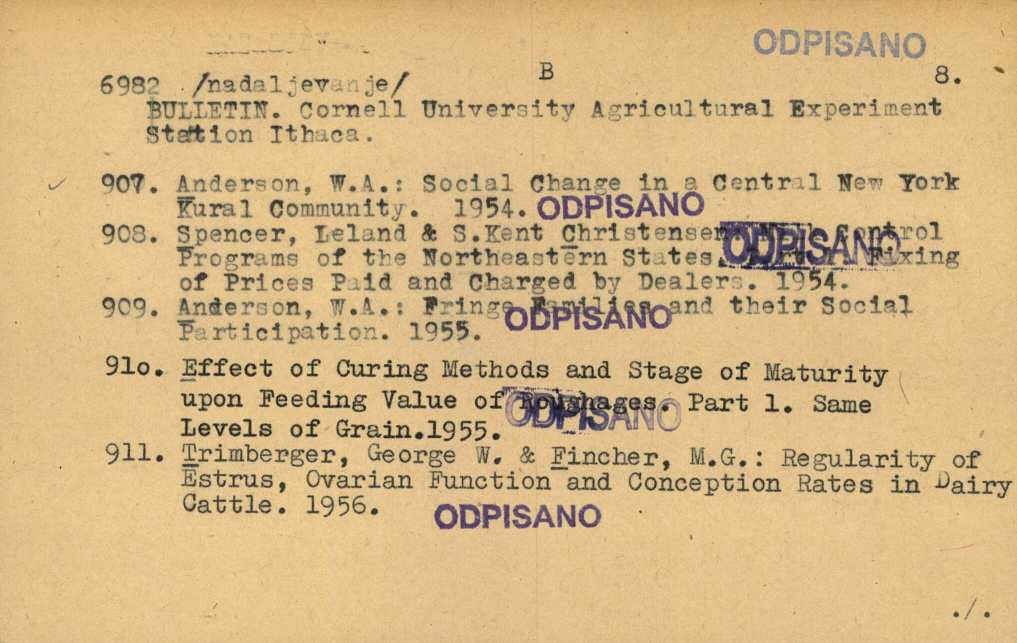 ODPISANO
B
6982 /nadaljevanje/ 8.
BULLETIN. Cornell University Agricultural Experiment
Station Ithaca.
907. Anderson, W.A.: Social Change in a Central New York
Rural Community. 1954. ODPISANO
908. Spencer, Leland & S.Kent Christensen Control ODPISANO
Programs of the Northeastern States. Fixing
of Prices Paid and Charged by Dealers. 1954.
909. Anderson, W.A.: Fringe Families and their Social
Participation. 1955. ODPISANO
91o. Effect of Curing Methods and Stage of Maturity
upon Feeding Value of Roughages. Part 1. Same ODPISANO
Levels of Grain.1955.
911. Trimberger, George W. & Fincher, M.G.: Regularity of
Estrus, Ovarian Function and Conception Rates in Dairy
Cattle. 1956. ODPISANO
./.